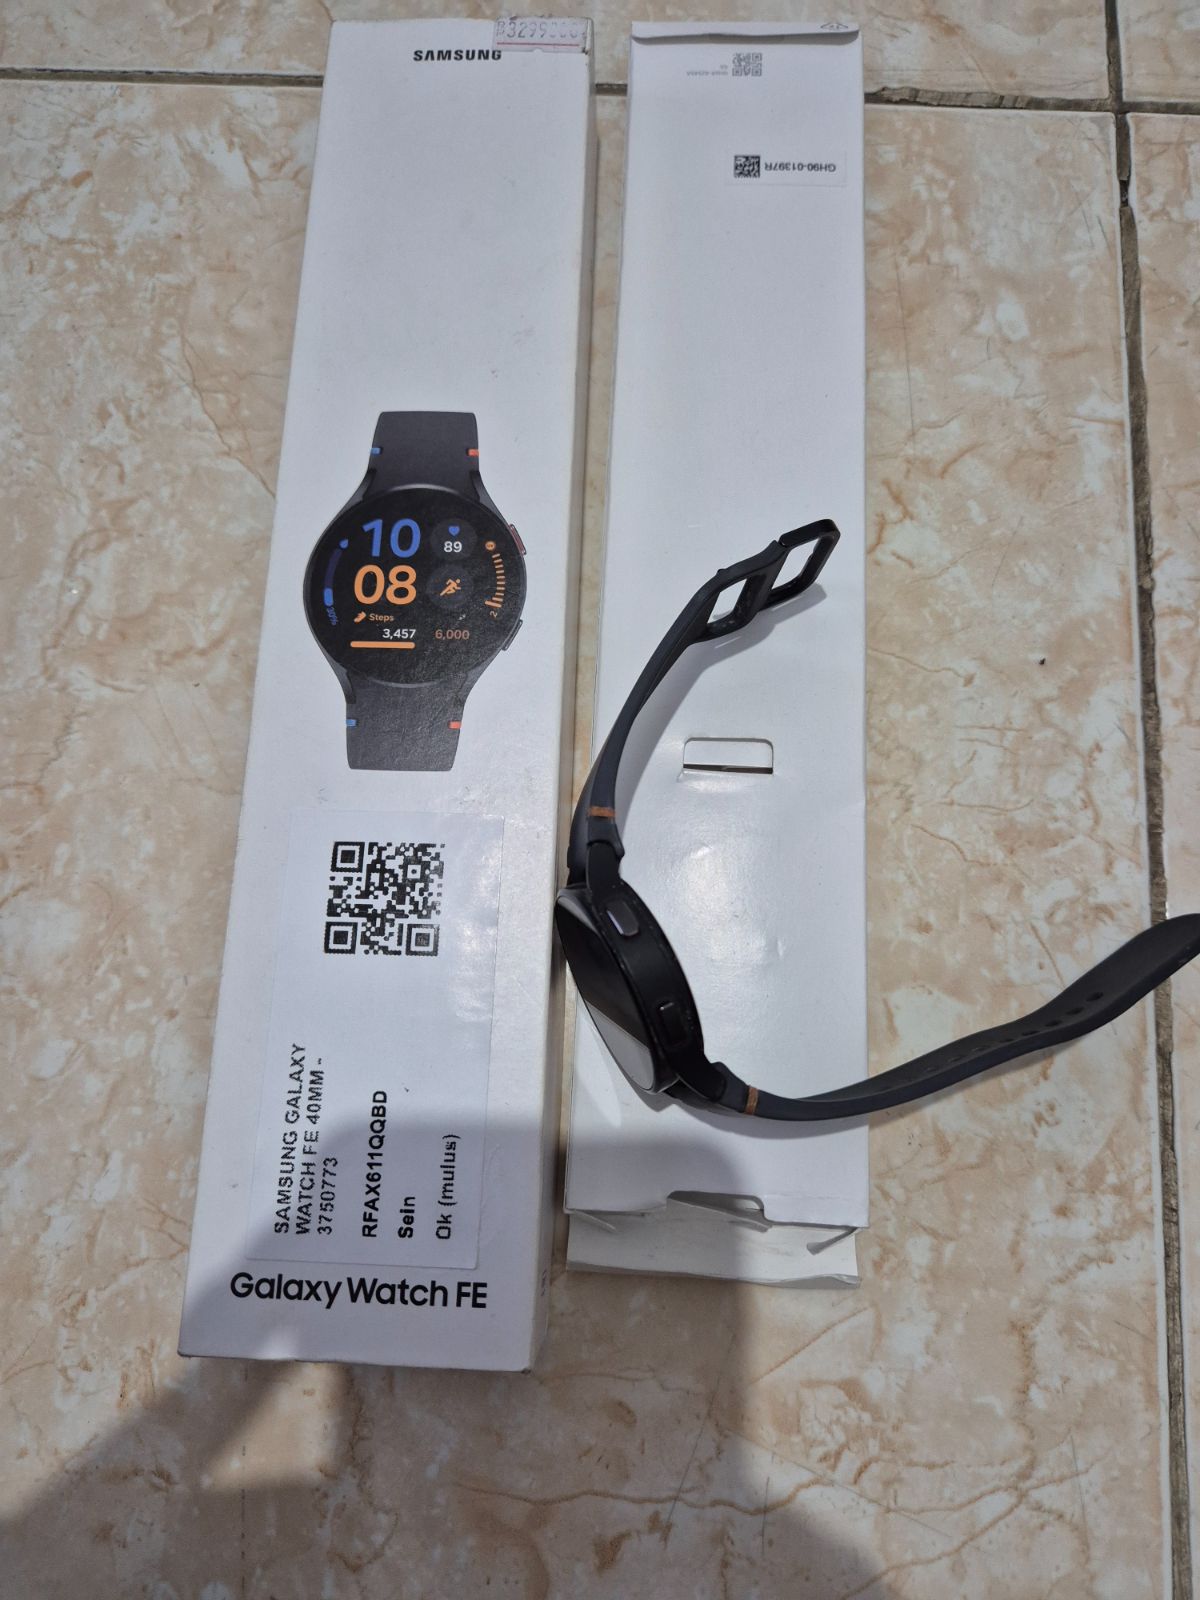 SAMSUNG
10
08
89
Steps
3,457
6,000
SAMSUNG GALAXY
WATCH FE 40MM -
3750773
RFAX611QQBD
Sein
Ok (mulus)
Galaxy Watch FE
GH90-01397R